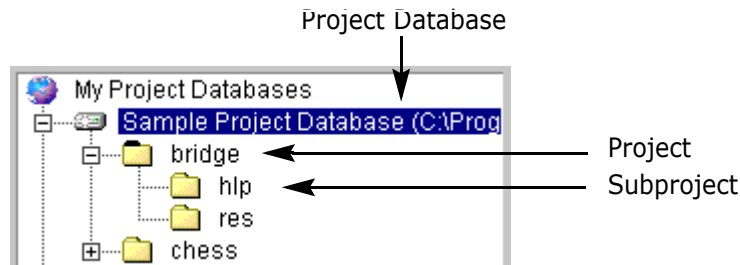 Project Database
My Project Databases
Sample Project Database (C:\Prog
bridge
Project
hlp
Subproject
res
chess